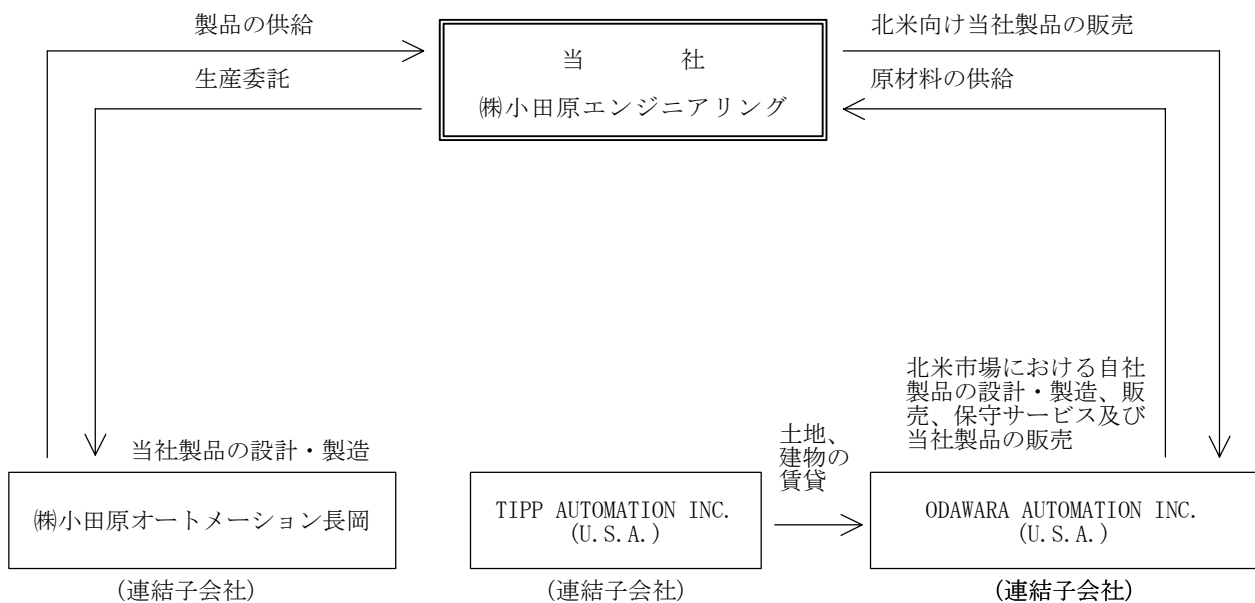 製品の供給
生産委託
当　　　社
㈱小田原エンジニアリング
北米向け当社製品の販売
原材料の供給
当社製品の設計・製造
土地、
建物の
賃貸
北米市場における自社
製品の設計・製造、販
売、保守サービス及び
当社製品の販売
㈱小田原オートメーション長岡
(連結子会社)
TIPP AUTOMATION INC.
(U.S.A.)
(連結子会社)
ODAWARA AUTOMATION INC.
(U.S.A.)
(連結子会社)